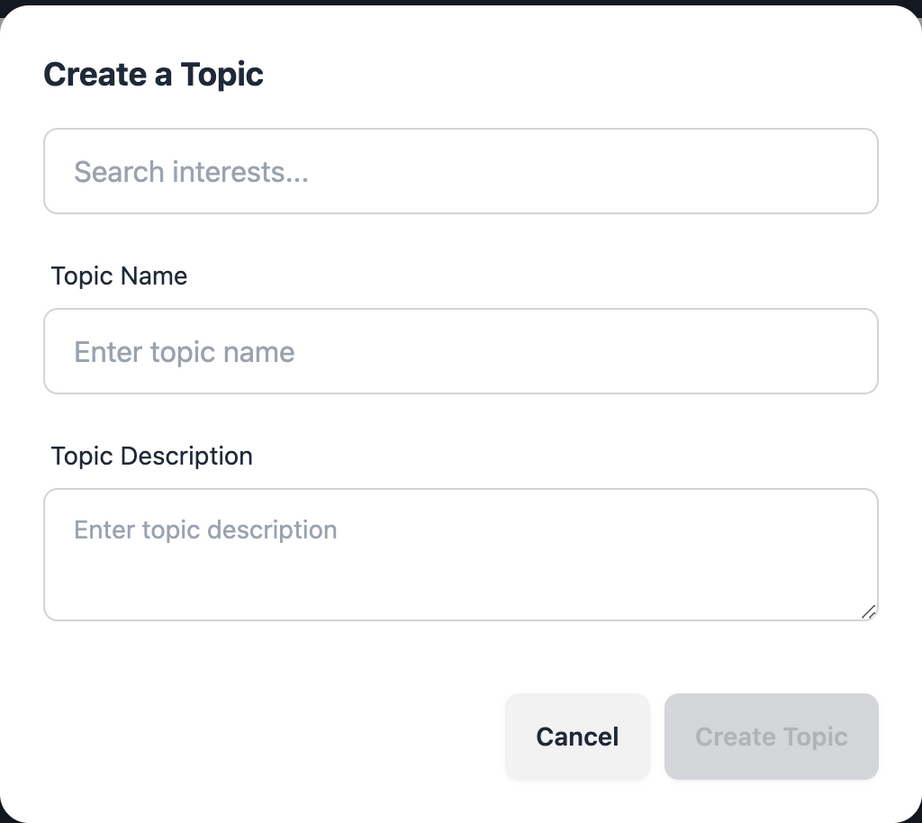 Create a Topic
Search interests...
Topic Name
Enter topic name
Topic Description
Enter topic description
Cancel
Create Topic